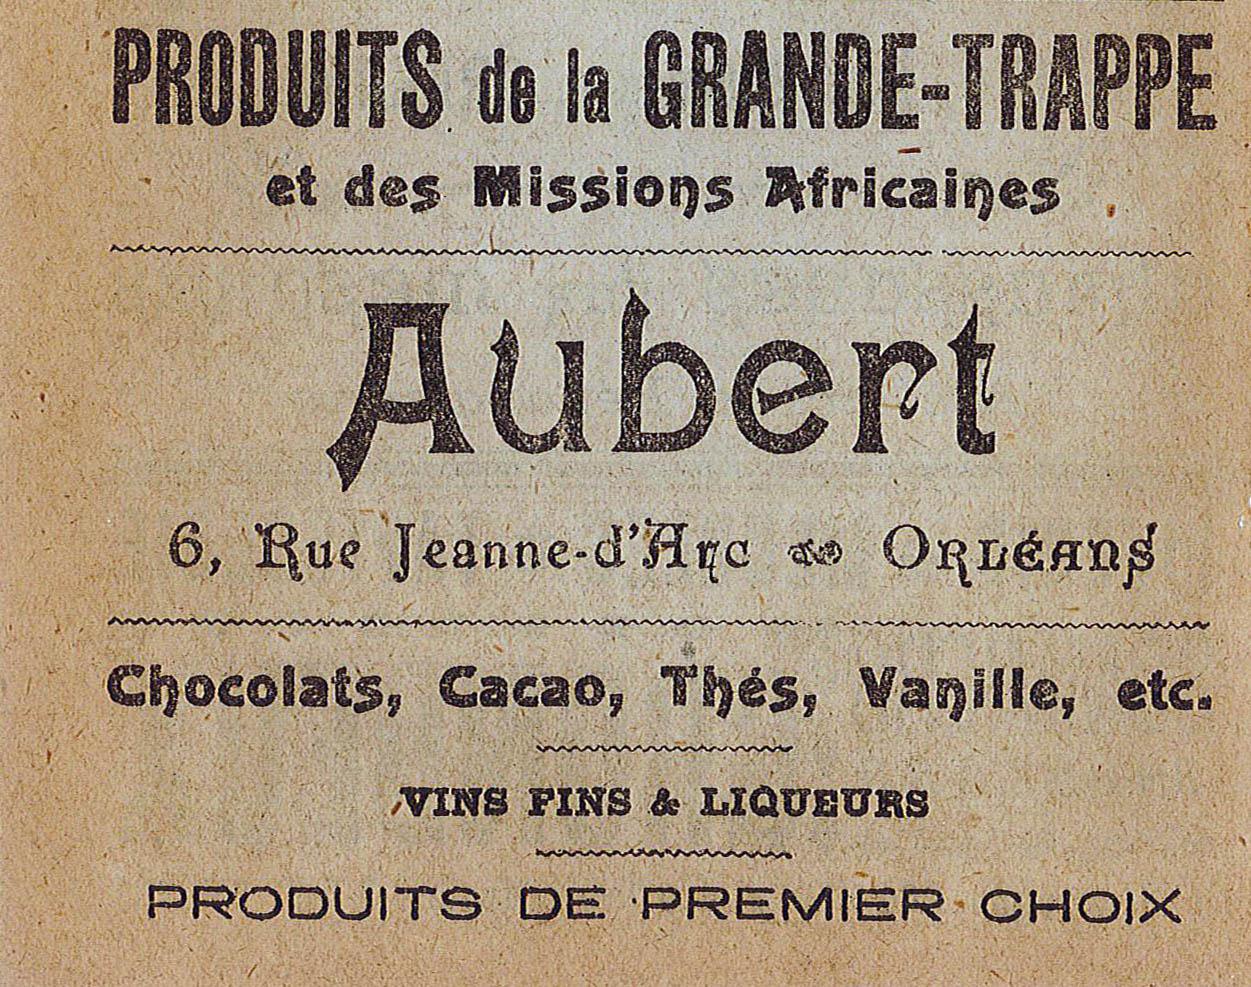 PRODUITS de la GRANDE-TRAPPE
et des Missions Africaines
Aubert
6, Rue Jeanne-d'Arc ORLÉANS
Chocolats, Cacao, Thés, Vanille, etc.
VINS FINS & LIQUEURS
PRODUITS DE PREMIER CHOIX